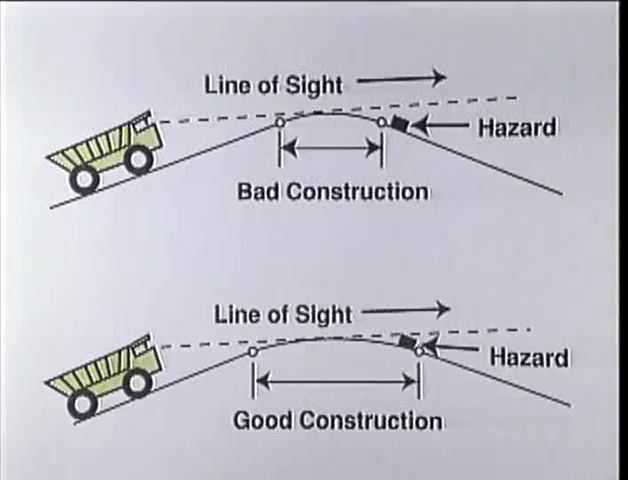 Line of Sight
Hazard
Bad Construction
Line of Sight
Hazard
Good Construction